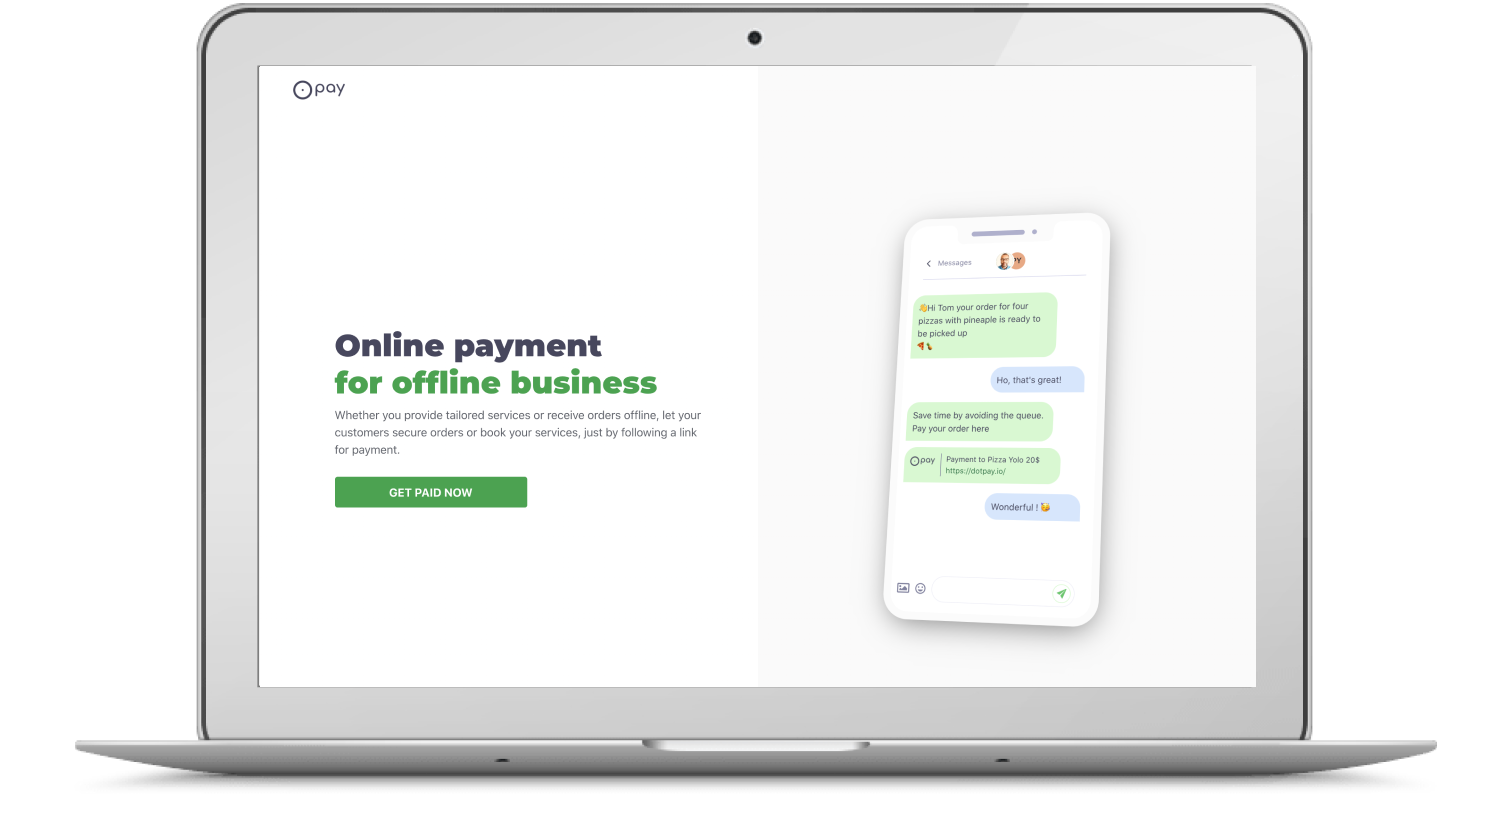 pay
Online payment
for offline business
Whether you provide tailored services or receive orders offline, let your
customers secure orders or book your services, just by following a link
for payment.
GET PAID NOW
Messages
PY
👋Hi Tom your order for four
pizzas with pineaple is ready to
be picked up
🍕🍍
Ho, that's great!
Save time by avoiding the queue.
Pay your order here
pay
Payment to Pizza Yolo 20$
https://dotpay.io/
Wonderful ! 🥳